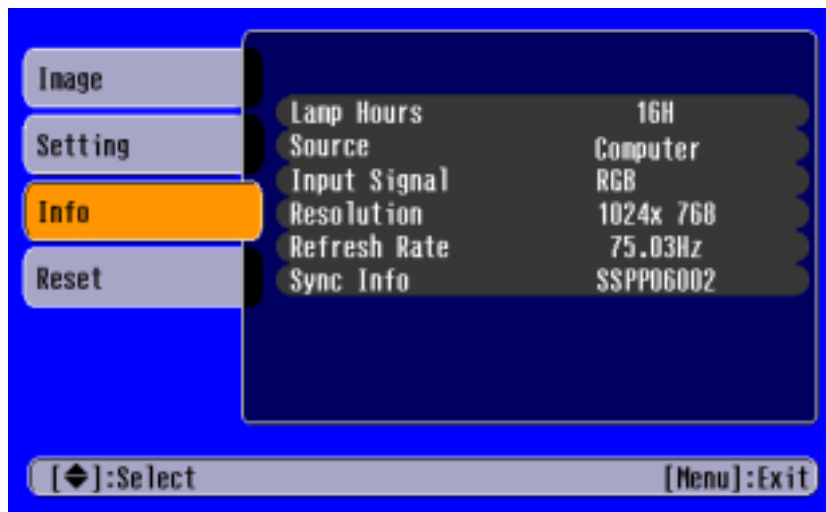 Image
Setting
Info
Reset
Lamp Hours 16H
Source Computer
Input Signal RGB
Resolution 1024x 768
Refresh Rate 75.03Hz
Sync Info SSPP06002
[◆]:Select [Menu]:Exit